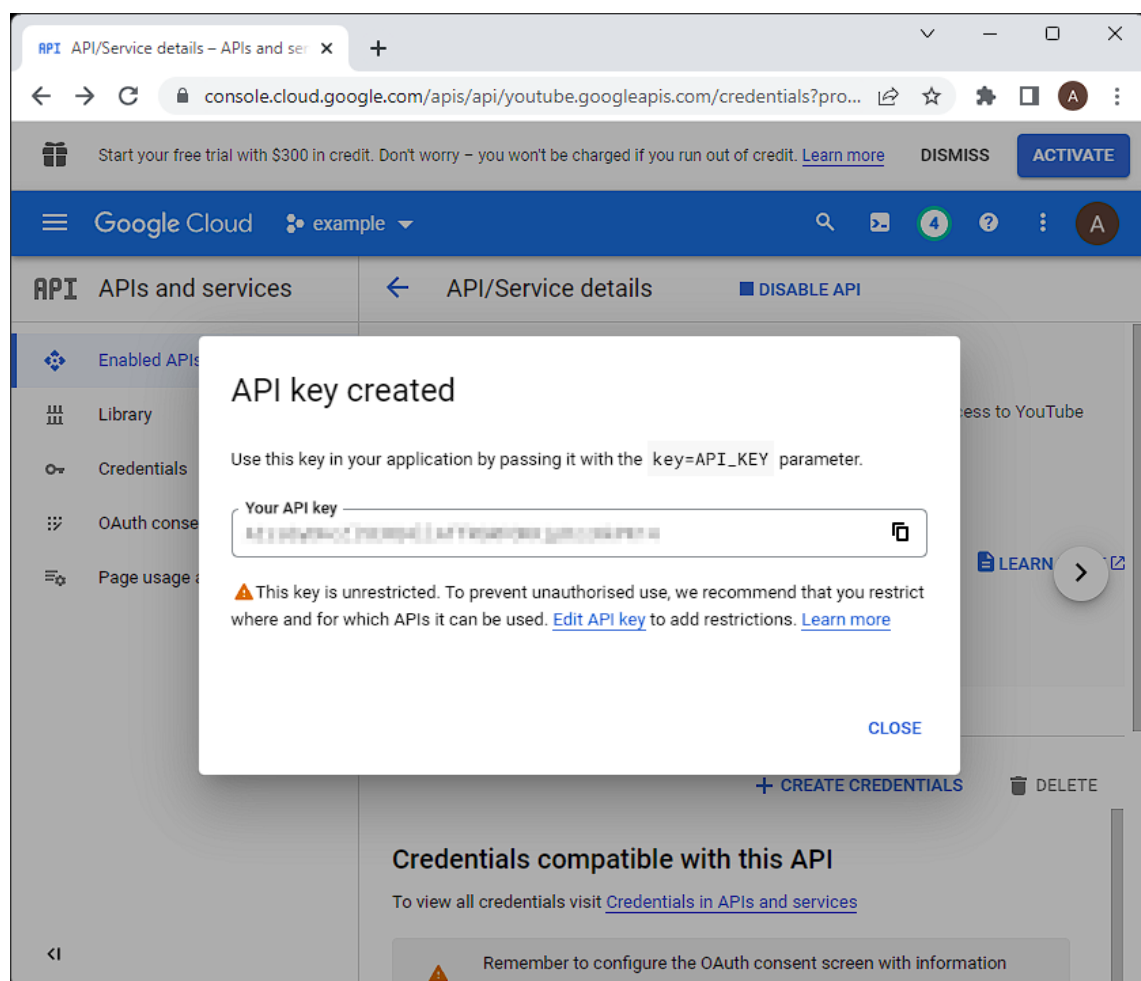 API API/Service details – APIs and ser
console.cloud.google.com/apis/api/youtube.googleapis.com/credentials?pro...
A
Start your free trial with $300 in credit. Don't worry – you won't be charged if you run out of credit. Learn more
DISMISS
ACTIVATE
Google Cloud
example
4
A
API APIs and services
API/Service details
DISABLE API
Enabled APIs
Library
Credentials
OAuth conse
Page usage a
API key created
Use this key in your application by passing it with the key=API_KEY parameter.
Your API key
This key is unrestricted. To prevent unauthorised use, we recommend that you restrict
where and for which APIs it can be used. Edit API key to add restrictions. Learn more
CLOSE
cess to YouTube
LEARN
+ CREATE CREDENTIALS
DELETE
Credentials compatible with this API
To view all credentials visit Credentials in APIs and services
Remember to configure the OAuth consent screen with information